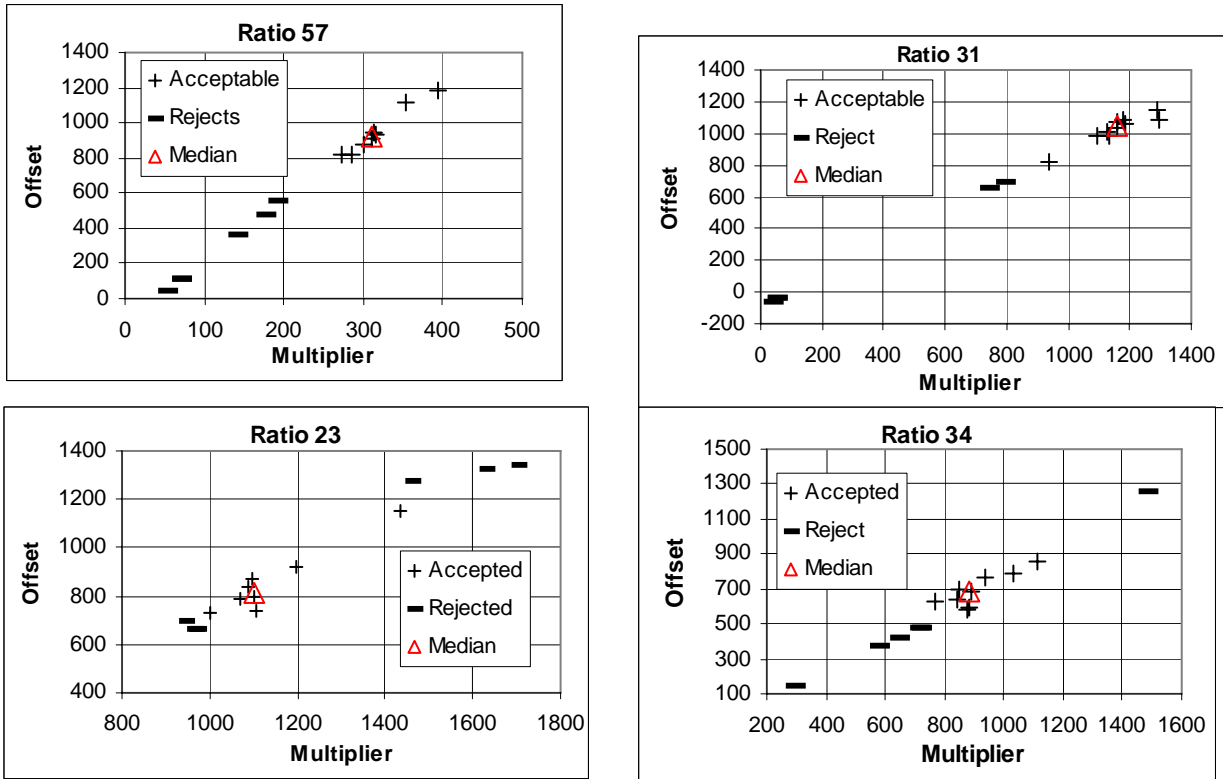 Ratio 57
1400
1200
1000
800
600
400
200
0
Offset
+ Acceptable
Rejects
Median
0 100 200 300 400 500
Multiplier
Ratio 31
1400
1200
1000
800
600
400
200
0
-200
Offset
+ Acceptable
Reject
Median
0 200 400 600 800 1000 1200 1400
Multiplier
Ratio 23
1400
1200
1000
800
600
400
Offset
+ Accepted
Rejected
Median
800 1000 1200 1400 1600 1800
Multiplier
Ratio 34
1500
1300
1100
900
700
500
300
100
Offset
+ Accepted
Reject
Median
200 400 600 800 1000 1200 1400 1600
Multiplier